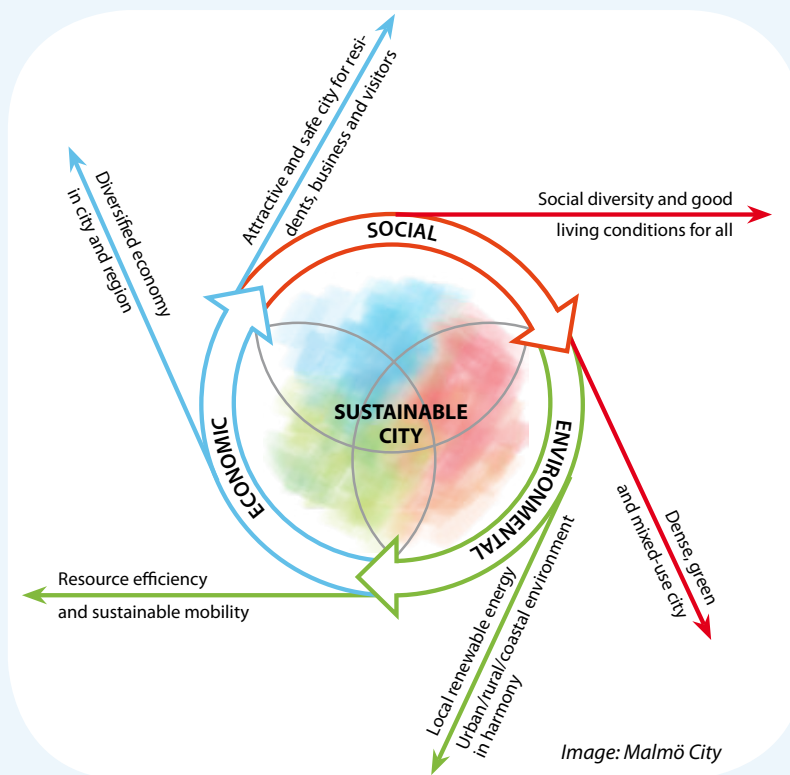 Attractive and safe city for resi-
dents, business and visitors
Diversified economy
in city and region
Social diversity and good
living conditions for all
SOCIAL
SUSTAINABLE
CITY
ECONOMIC
ENVIRONMENTAL
Dense, green
and mixed-use city
Resource efficiency
and sustainable mobility
Local renewable energy
Urban/rural/coastal environment
in harmony
Image: Malmö City